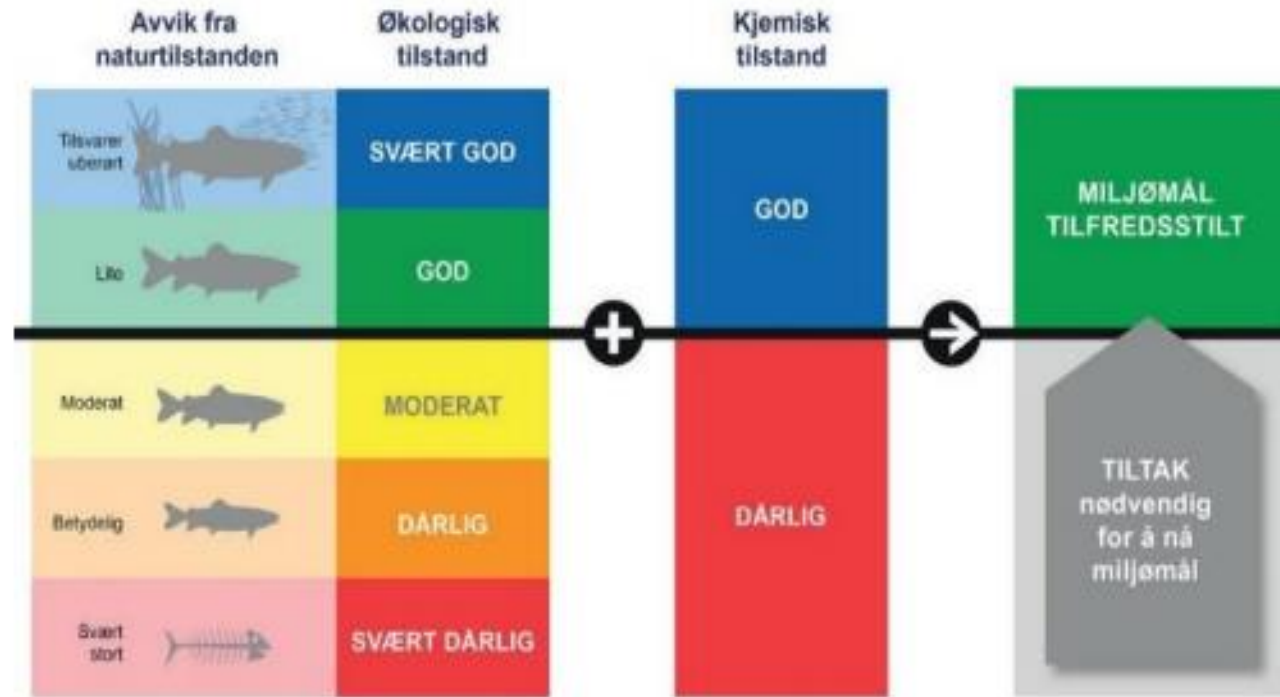 Avvik fra
naturtilstanden
Økologisk
tilstand
Kjemisk
tilstand
Tilsvarer
uberørt
SVÆRT GOD
Lite
GOD
GOD
MILJØMÅL
TILFREDSSTILT
Moderat
MODERAT
Betydelig
DÅRLIG
DÅRLIG
TILTAK
nødvendig
for å nå
miljømål
Svært
stort
SVÆRT DÅRLIG